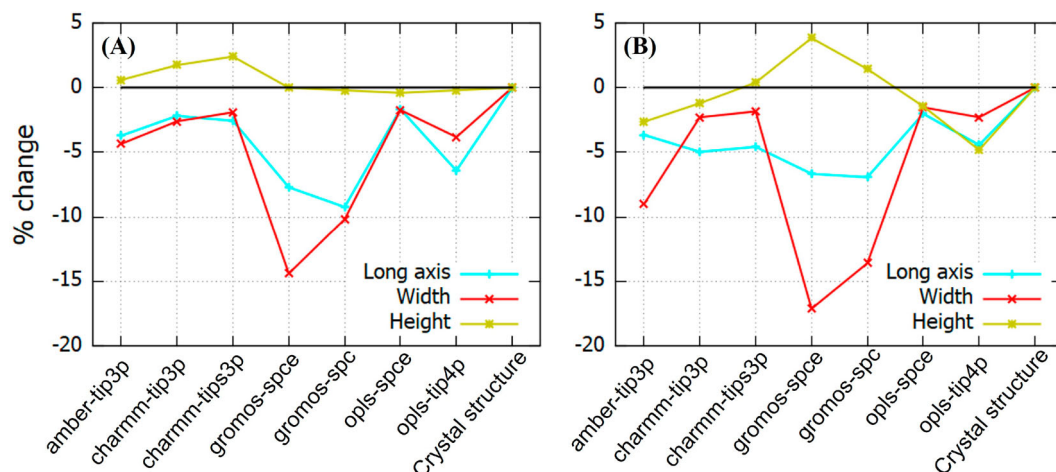 (A)
% change
5
0
-5
-10
-15
-20
Long axis
Width
Height
amber-tip3p
charmm-tip3p
charmm-tips3p
gromos-spce
gromos-spc
opls-spce
opls-tip4p
Crystal structure
(B)
5
0
-5
-10
-15
-20
Long axis
Width
Height
amber-tip3p
charmm-tip3p
charmm-tips3p
gromos-spce
gromos-spc
opls-spce
opls-tip4p
Crystal structure